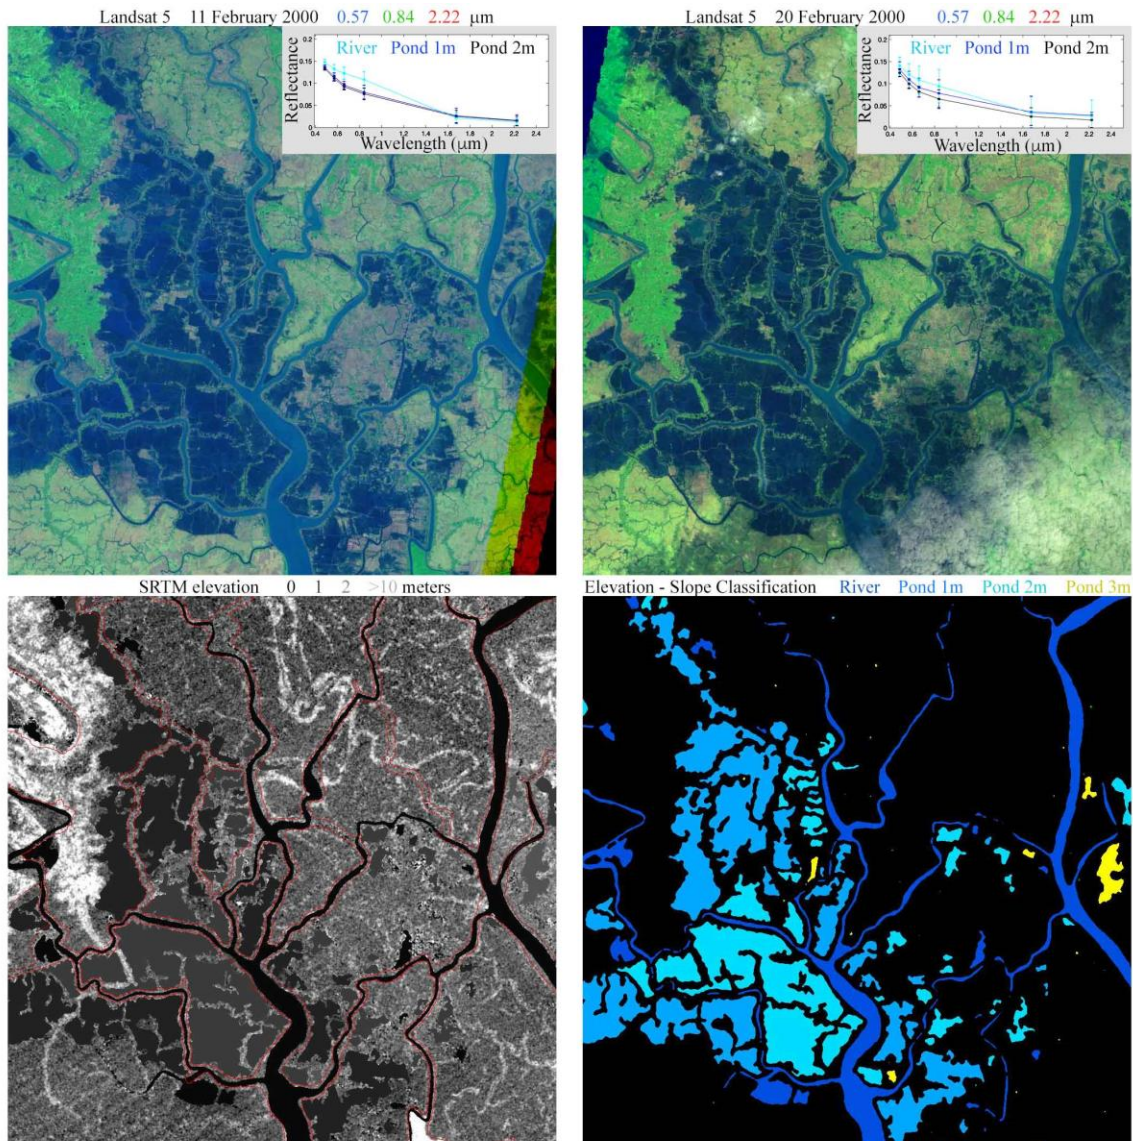 Landsat 5 11 February 2000 0.57 0.84 2.22 μm
River Pond 1m Pond 2m
Reflectance
0.15
0.1
0.05
0
0.4 0.6 0.8 1 1.2 1.4 1.6 1.8 2 2.2 2.4
Wavelength (μm)
Landsat 5 20 February 2000 0.57 0.84 2.22 μm
River Pond 1m Pond 2m
Reflectance
0.15
0.1
0.05
0
0.4 0.6 0.8 1 1.2 1.4 1.6 1.8 2 2.2 2.4
Wavelength (μm)
SRTM elevation 0 1 2 >10 meters
Elevation - Slope Classification River Pond 1m Pond 2m Pond 3m